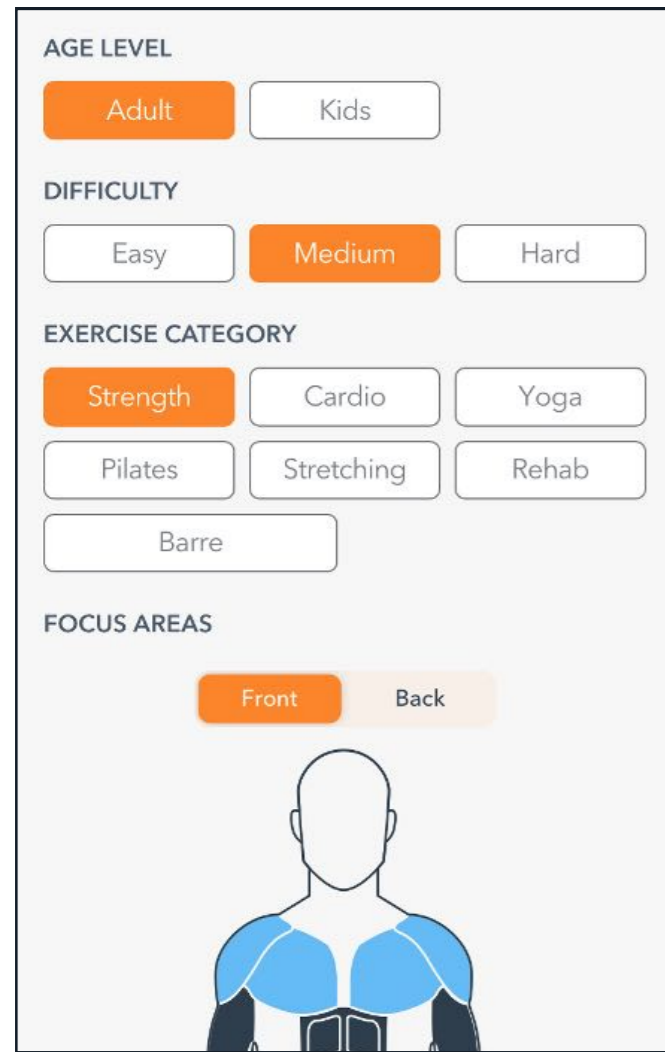 AGE LEVEL
Adult Kids
DIFFICULTY
Easy Medium Hard
EXERCISE CATEGORY
Strength Cardio Yoga
Pilates Stretching Rehab
Barre
FOCUS AREAS
Front Back